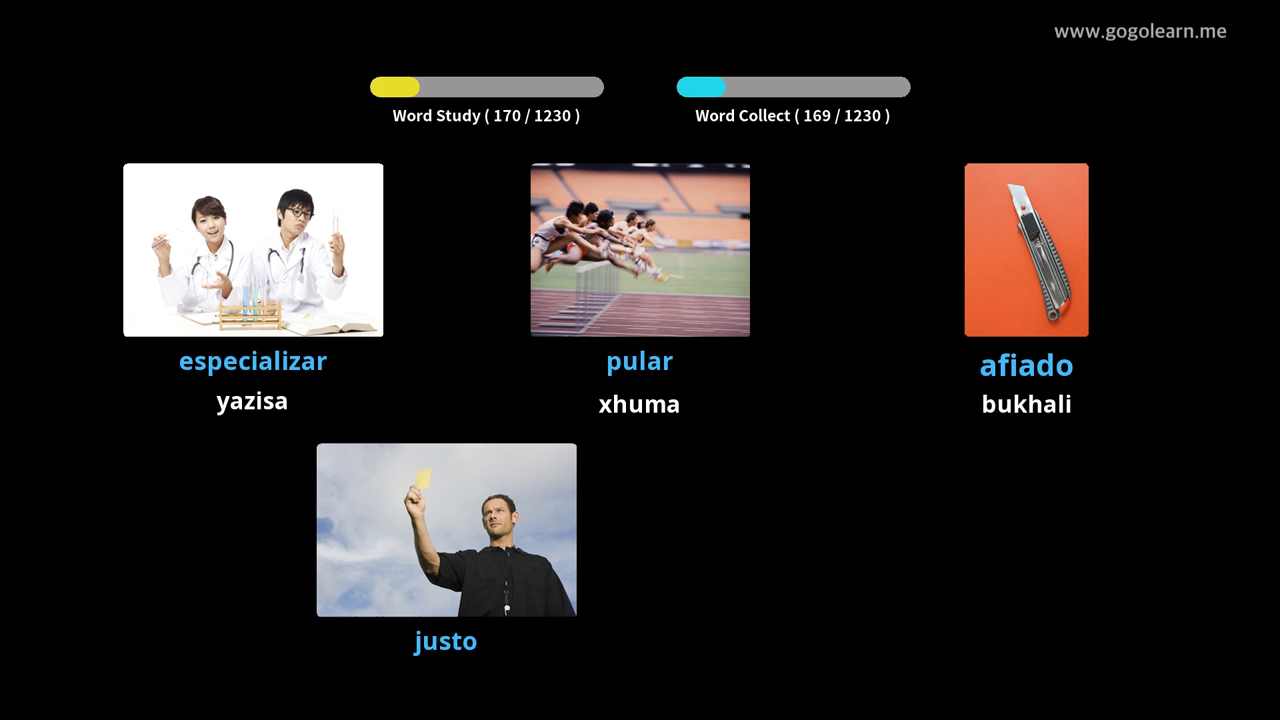 www.gogolearn.me
Word Study ( 170 / 1230 )
Word Collect ( 169 / 1230 )
especializar
yazisa
pular
xhuma
afiado
bukhali
justo